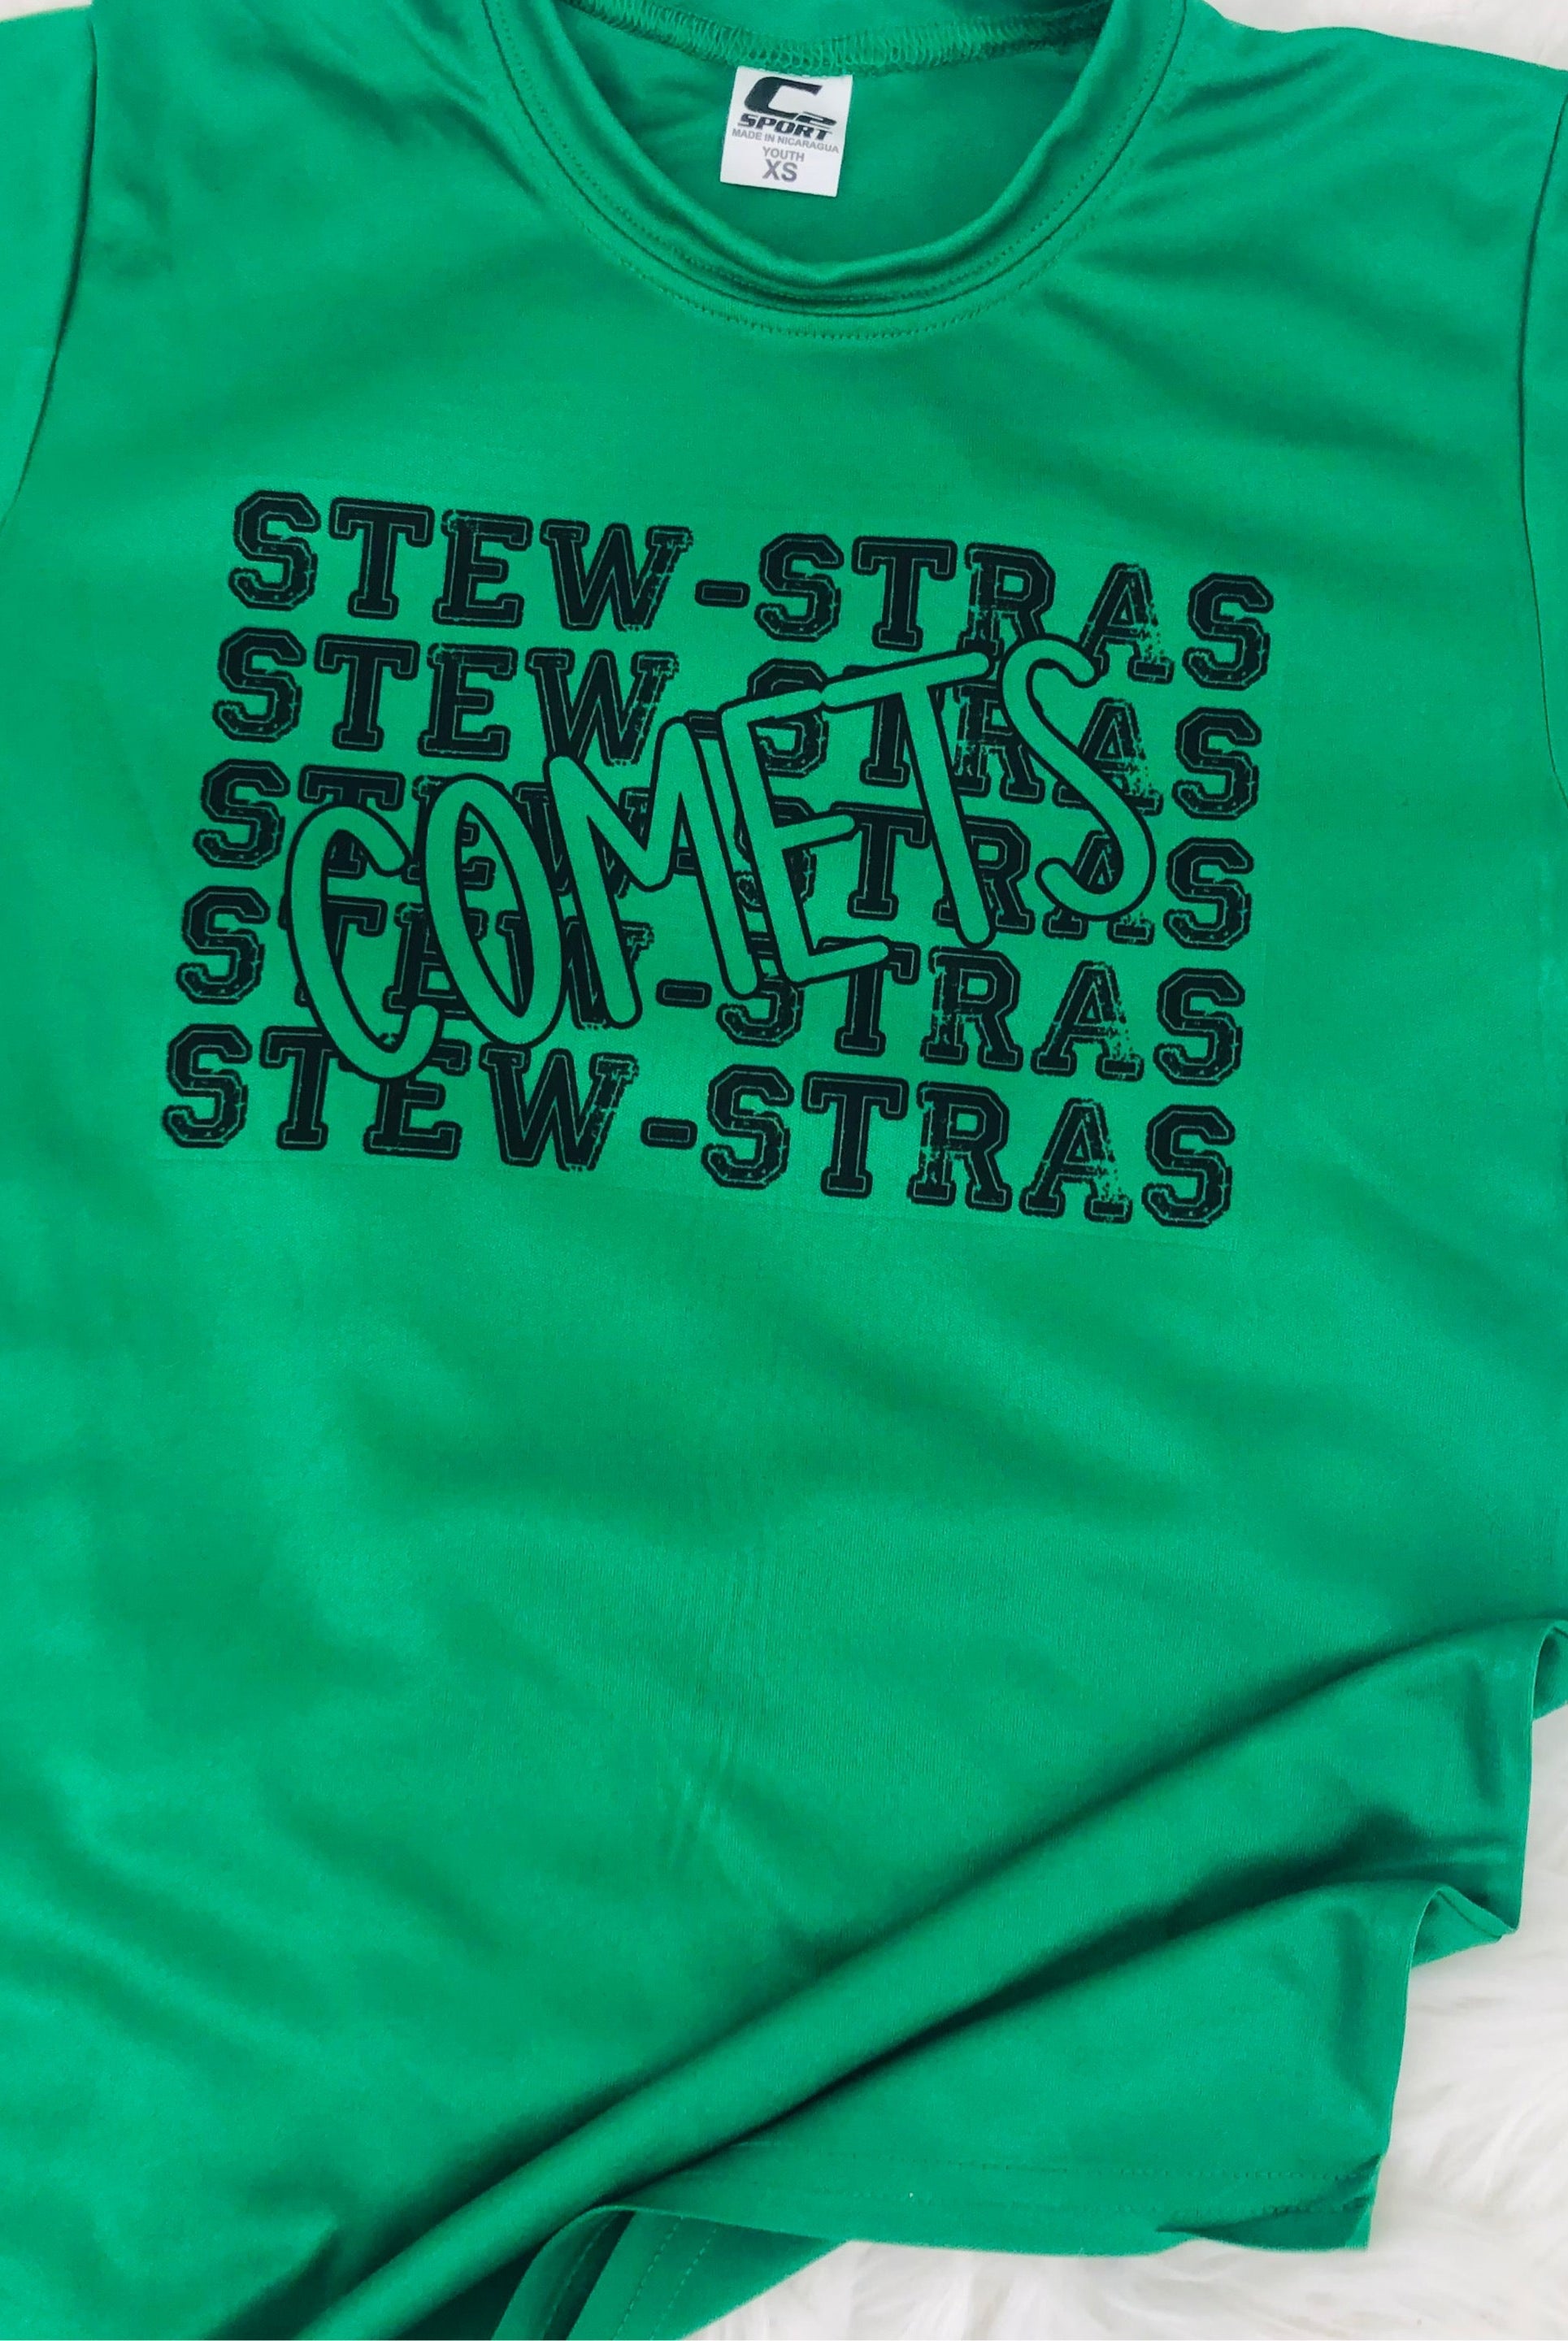 C2
SPORT
MADE IN NICARAGUA
YOUTH
XS
STEW-STRAS
STEW-STRAS
STEW-STRAS
COMETS
STEW-STRAS
STEW-STRAS